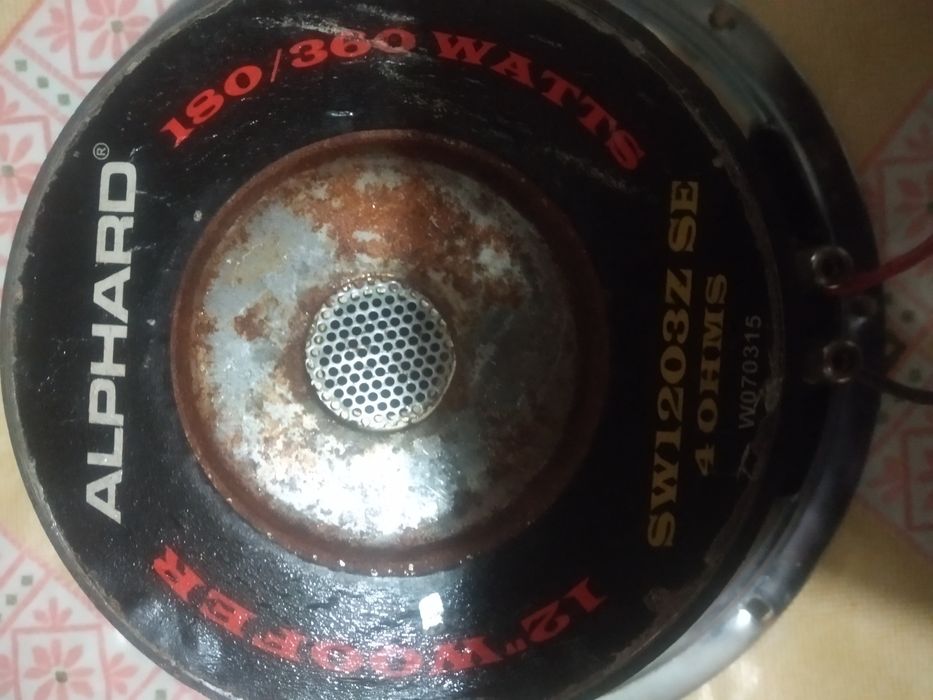 ALPHARD®
180/360 WATTS
SW1203Z SE
4 OHMS
W070315
12" WOOFER